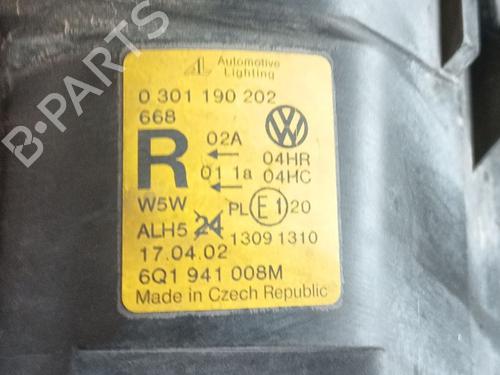 AL Automotive Lighting
0 301 190 202
668
R
02A
04HR
01 1a
04HC
W5W
PL E1 20
ALH5 24
1309 1310
17.04.02
6Q1 941 008M
Made in Czech Republic
B-PARTS